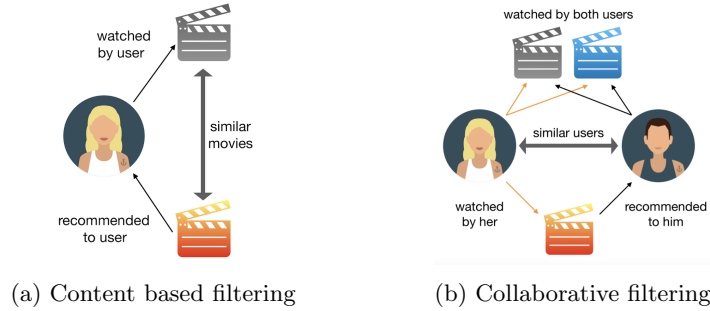 watched
by user
similar
movies
recommended
to user
(a) Content based filtering
watched by both users
similar users
watched
by her
recommended
to him
(b) Collaborative filtering